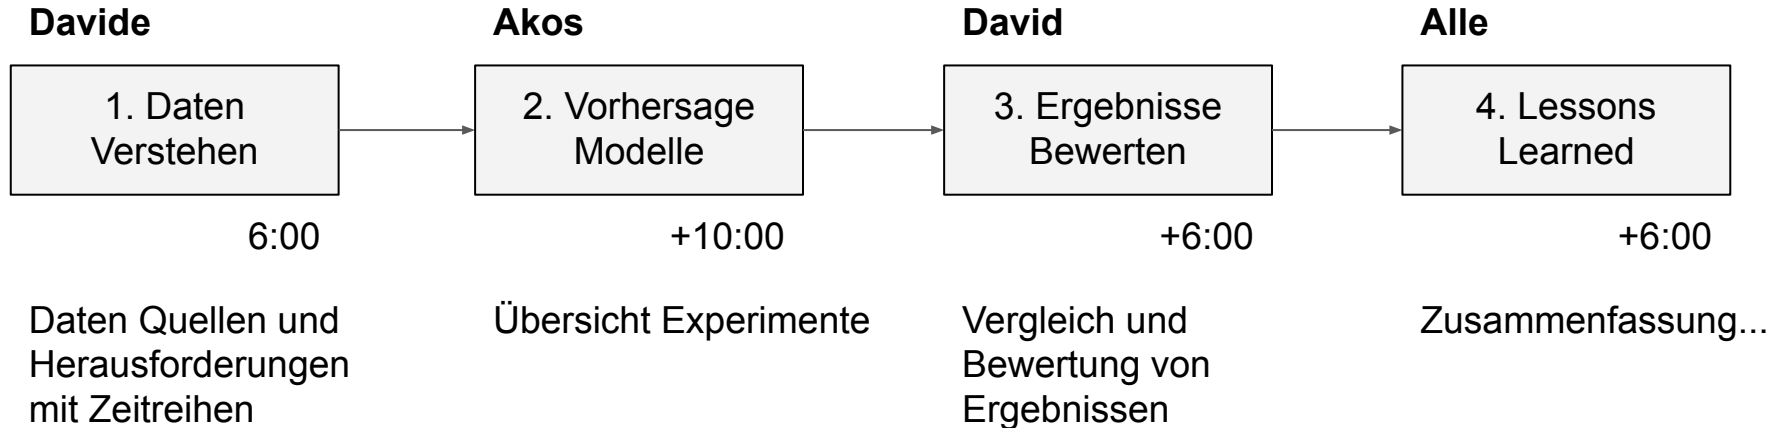 Davide
Akos
David
Alle
1. Daten
Verstehen
2. Vorhersage
Modelle
3. Ergebnisse
Bewerten
4. Lessons
Learned
6:00
+10:00
+6:00
+6:00
Daten Quellen und
Herausforderungen
mit Zeitreihen
Übersicht Experimente
Vergleich und
Bewertung von
Ergebnissen
Zusammenfassung...